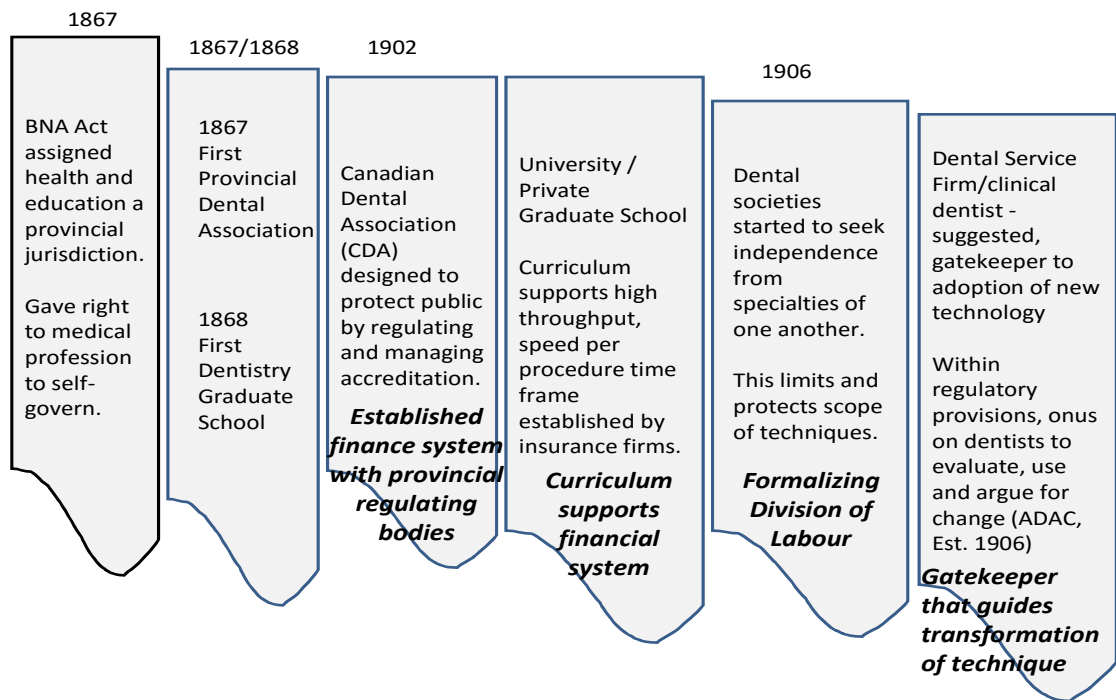 1867
BNA Act
assigned
health and
education a
provincial
jurisdiction.
Gave right
to medical
profession
to self-
govern.
1867/1868
1867
First
Provincial
Dental
Association
1868
First
Dentistry
Graduate
School
1902
Canadian
Dental
Association
(CDA)
designed to
protect public
by regulating
and managing
accreditation.
Established
finance system
with provincial
regulating
bodies
University /
Private
Graduate School
Curriculum
supports high
throughput,
speed per
procedure time
frame
established by
insurance firms.
Curriculum
supports
financial
system
1906
Dental
societies
started to seek
independence
from
specialties of
one another.
This limits and
protects scope
of techniques.
Formalizing
Division of
Labour
Dental Service
Firm/clinical
dentist -
suggested,
gatekeeper to
adoption of new
technology
Within
regulatory
provisions, onus
on dentists to
evaluate, use
and argue for
change (ADAC,
Est. 1906)
Gatekeeper
that guides
transformation
of technique